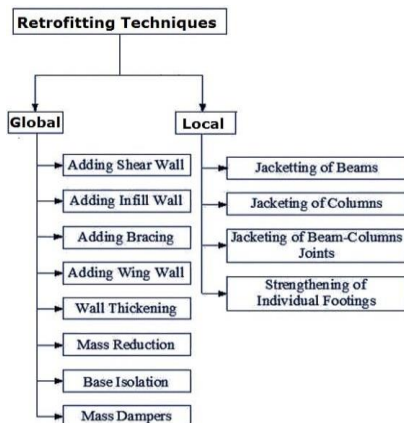 Retrofitting Techniques
Global
Local
Adding Shear Wall
Adding Infill Wall
Adding Bracing
Adding Wing Wall
Wall Thickening
Mass Reduction
Base Isolation
Mass Dampers
Jacketting of Beams
Jacketing of Columns
Jacketing of Beam-Columns
Joints
Strengthening of
Individual Footings